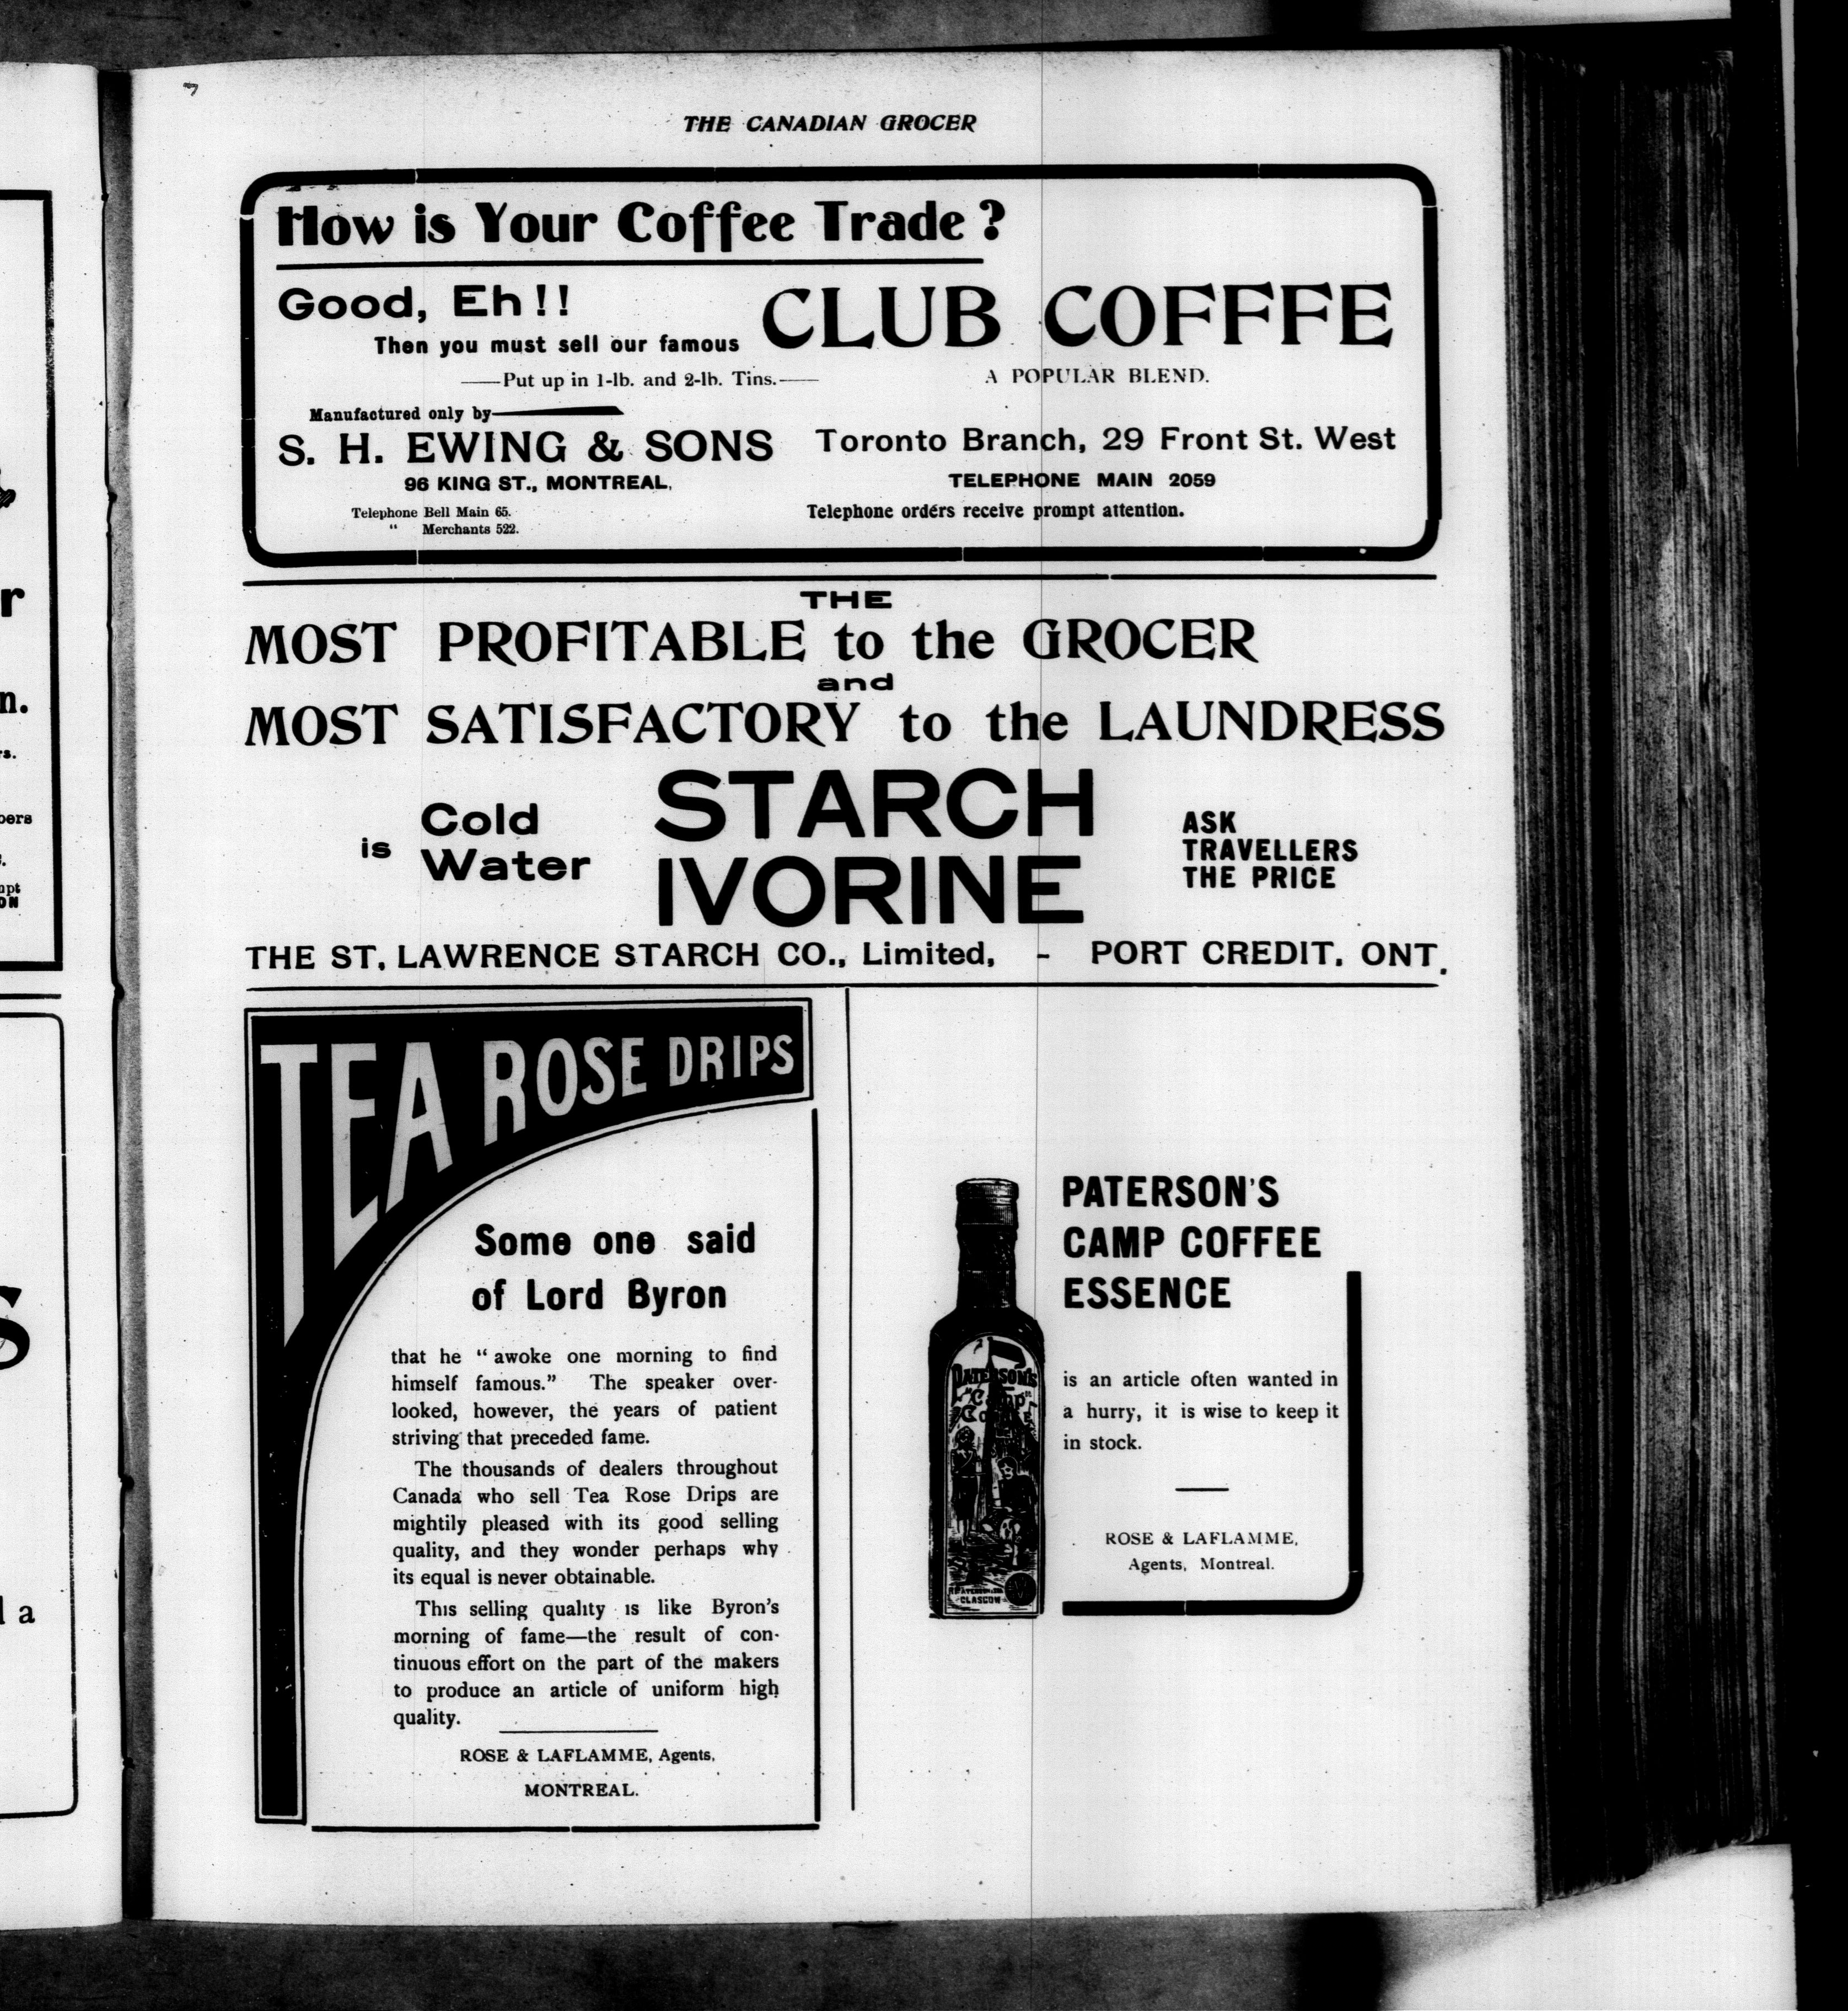 THE CANADIAN GROCER
How is Your Coffee Trade?
Good, Eh!!
Then you must sell our famous
CLUB COFFFE
Put up in 1-lb. and 2-lb. Tins.
A POPULAR BLEND.
Manufactured only by
S. H. EWING & SONS
96 KING ST., MONTREAL,
Telephone Bell Main 65.
“ Merchants 522.
Toronto Branch, 29 Front St. West
TELEPHONE MAIN 2059
Telephone orders receive prompt attention.
THE
MOST PROFITABLE to the GROCER
and
MOST SATISFACTORY to the LAUNDRESS
is
Cold
Water
STARCH
IVORINE
ASK
TRAVELLERS
THE PRICE
THE ST. LAWRENCE STARCH CO., Limited, - PORT CREDIT, ONT.
TEA ROSE DRIPS
Some one said
of Lord Byron
that he “ awoke one morning to find
himself famous.” The speaker over-
looked, however, the years of patient
striving that preceded fame.
The thousands of dealers throughout
Canada who sell Tea Rose Drips are
mightily pleased with its good selling
quality, and they wonder perhaps why
its equal is never obtainable.
This selling quality is like Byron's
morning of fame—the result of con-
tinuous effort on the part of the makers
to produce an article of uniform high
quality.
ROSE & LAFLAMME, Agents,
MONTREAL.
PATERSON'S
"Camp"
GLASGOW
PATERSON'S
CAMP COFFEE
ESSENCE
is an article often wanted in
a hurry, it is wise to keep it
in stock.
ROSE & LAFLAMME,
Agents, Montreal.